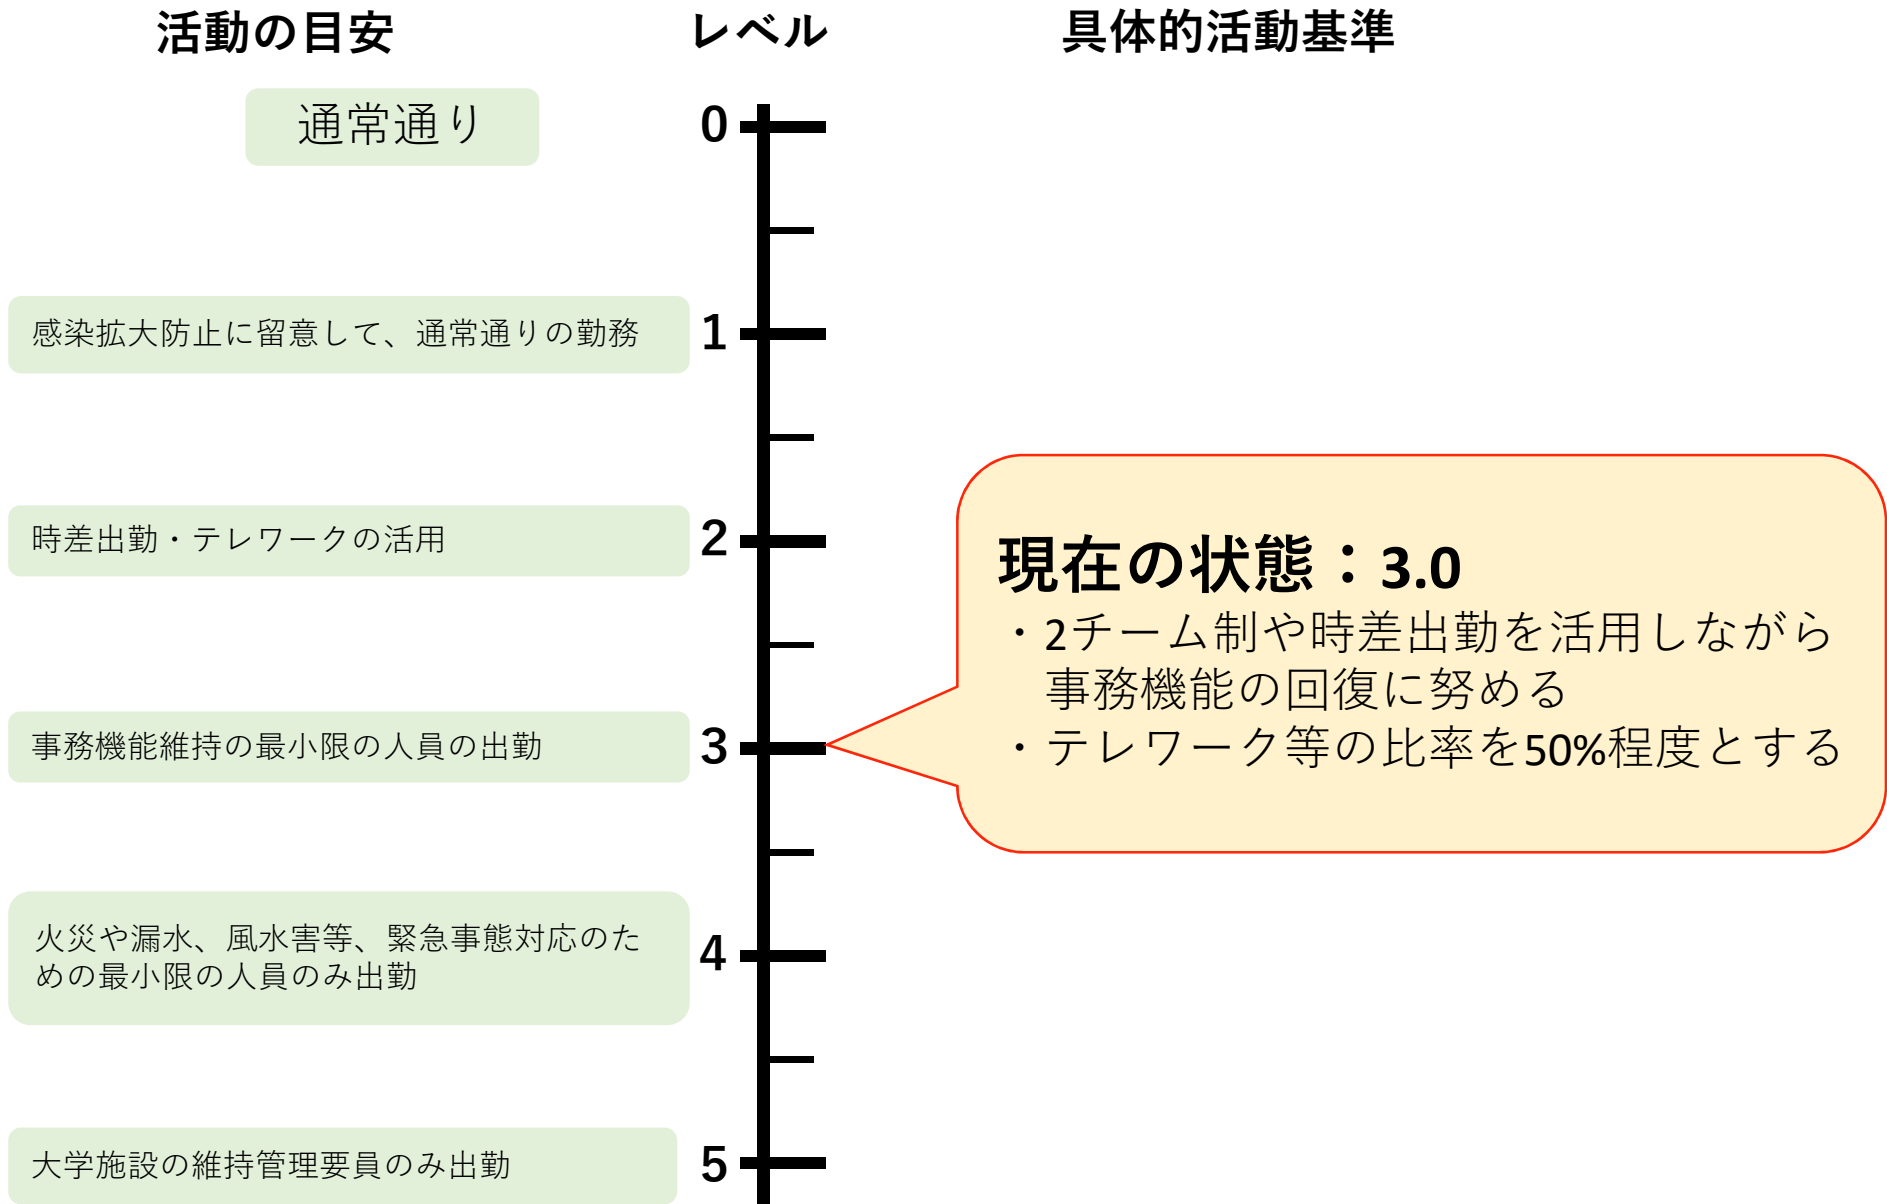 活動の目安 レベル 具体的活動基準
通常通り 0
感染拡大防止に留意して、通常通りの勤務 1
時差出勤・テレワークの活用 2
現在の状態：3.0
・2チーム制や時差出勤を活用しながら
事務機能の回復に努める
・テレワーク等の比率を50%程度とする
事務機能維持の最小限の人員の出勤 3
火災や漏水、風水害等、緊急事態対応のた
めの最小限の人員のみ出勤
4
大学施設の維持管理要員のみ出勤 5